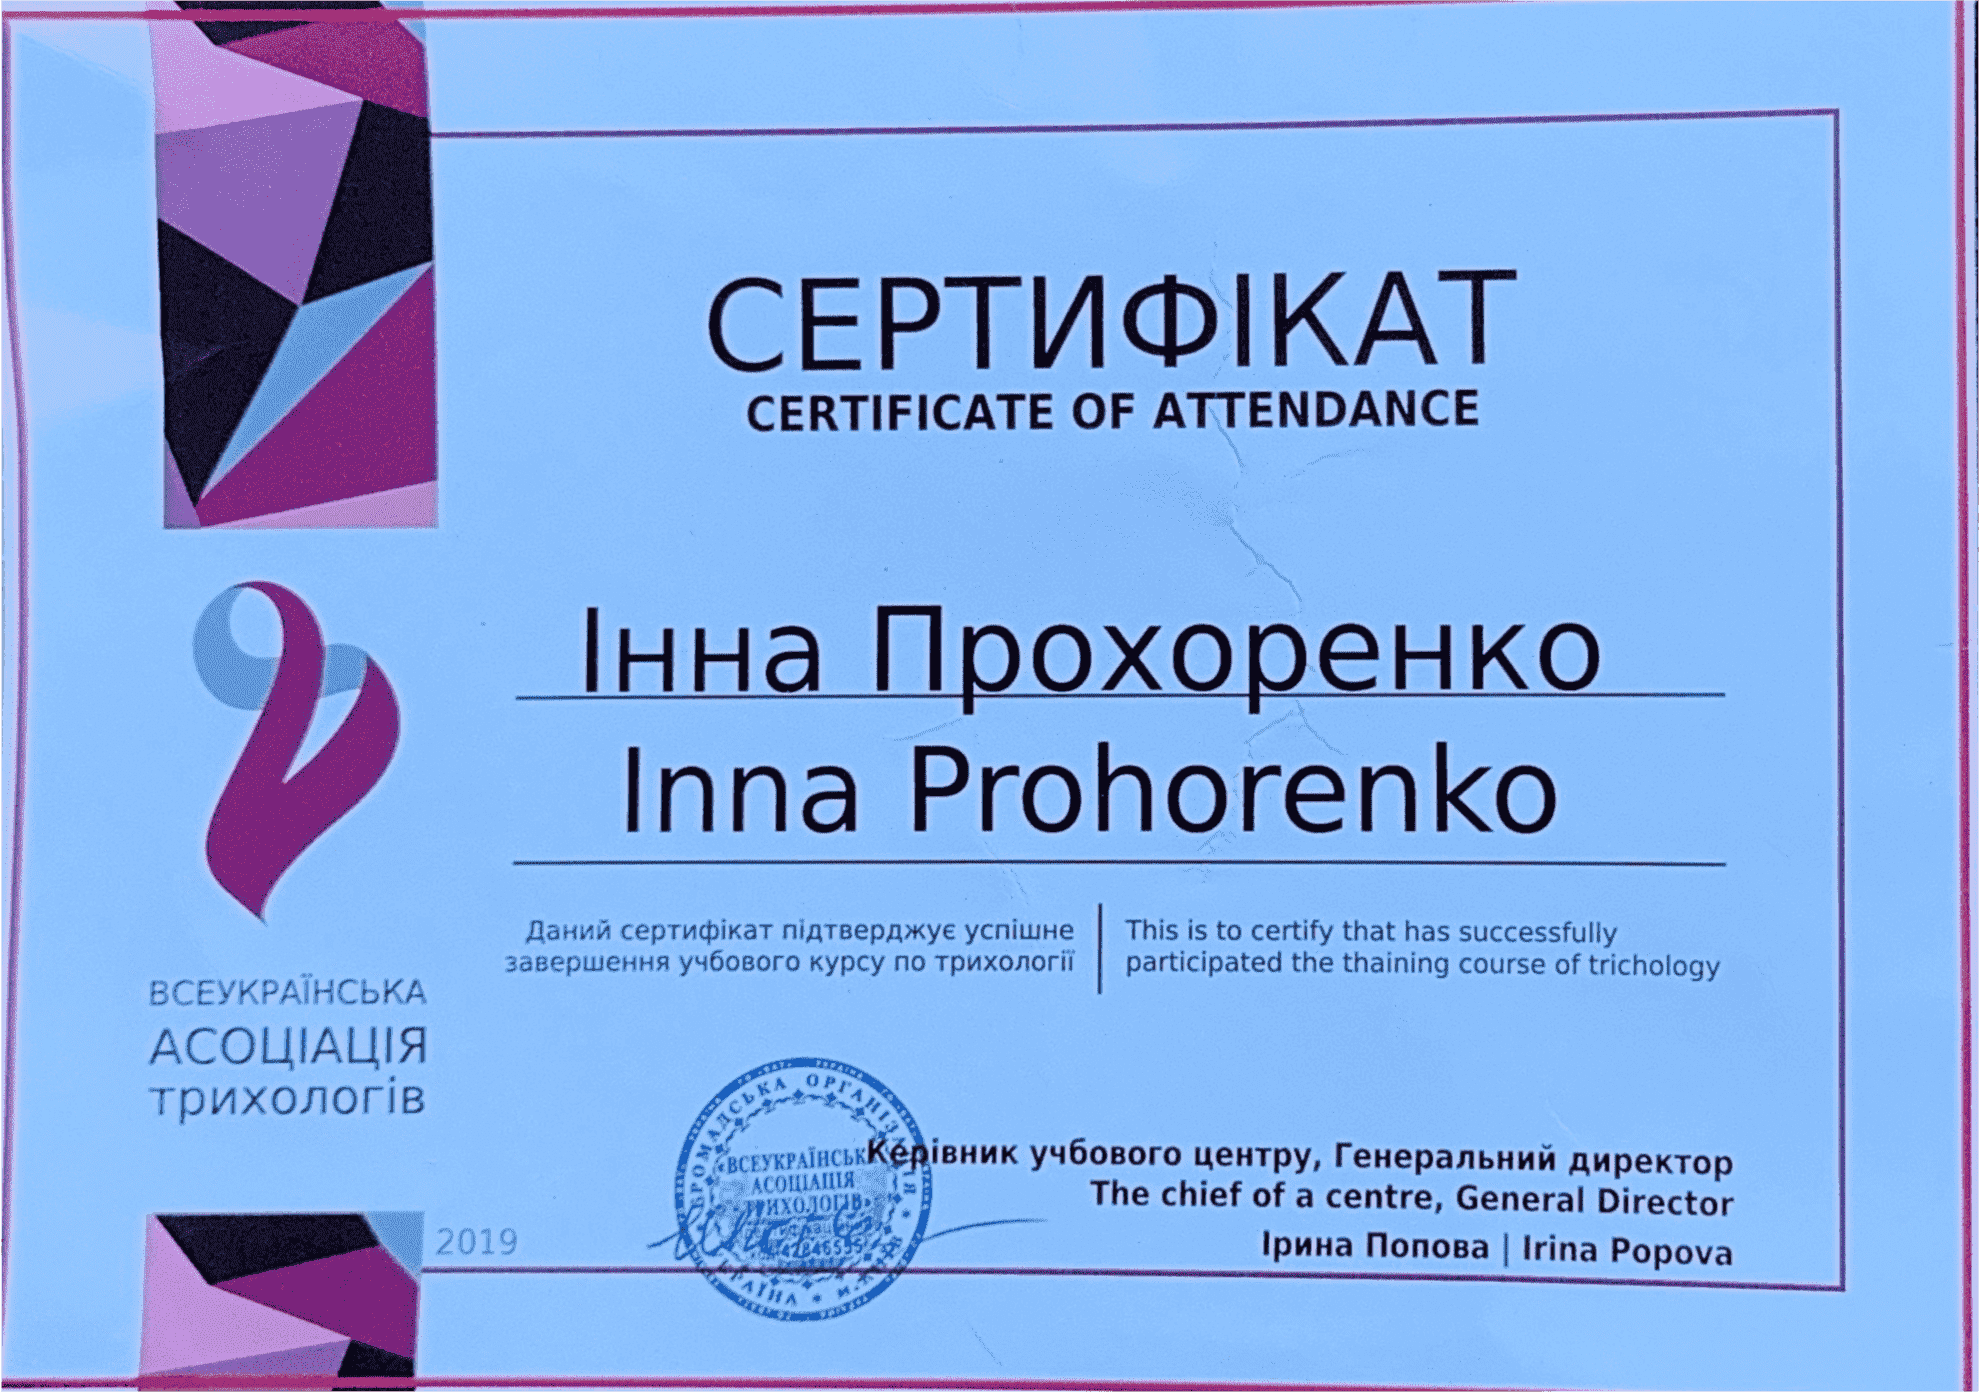 СЕРТИФІКАТ
CERTIFICATE OF ATTENDANCE
Інна Прохоренко
Inna Prohorenko
Даний сертифікат підтверджує успішне
завершення учбового курсу по трихології
This is to certify that has successfully
participated the thaining course of trichology
ВСЕУКРАЇНСЬКА
АСОЦІАЦІЯ
трихологів
2019
ГРОМАДСЬКА ОРГАНІЗАЦІЯ
«ВСЕУКРАЇНСЬКА
АСОЦІАЦІЯ
ТРИХОЛОГІВ»
УКРАЇНА
Керівник учбового центру, Генеральний директор
The chief of a centre, General Director
Ірина Попова | Irina Popova